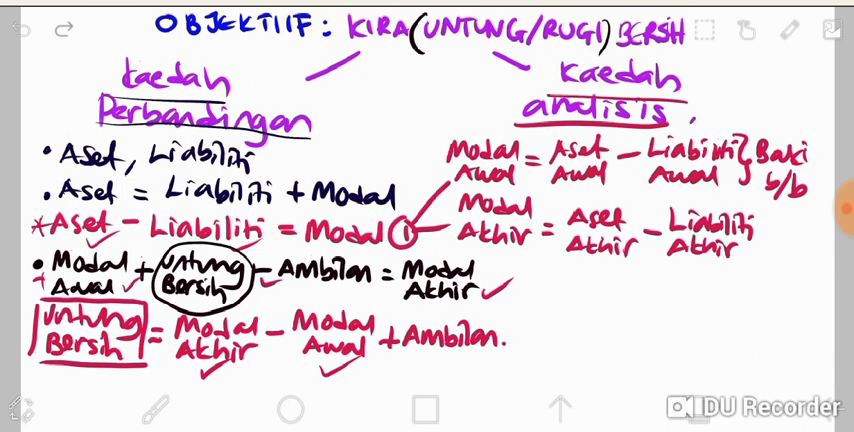 OBJEKTIIF: KIRA (UNTUNG/RUGI) BERSIH
kaedah
Perbandingan
• Aset, Liabiliti
• Aset = Liabiliti + Modal
*Aset - Liabiliti = Modal ①
• Modal Awal + Untung Bersih - Ambilan = Modal Akhir
Untung Bersih = Modal Akhir - Modal Awal + Ambilan.
Kaedah
analisis.
Modal Awal = Aset Awal - Liabiliti Awal } Baki b/b
Modal Akhir = Aset Akhir - Liabiliti Akhir
DU Recorder